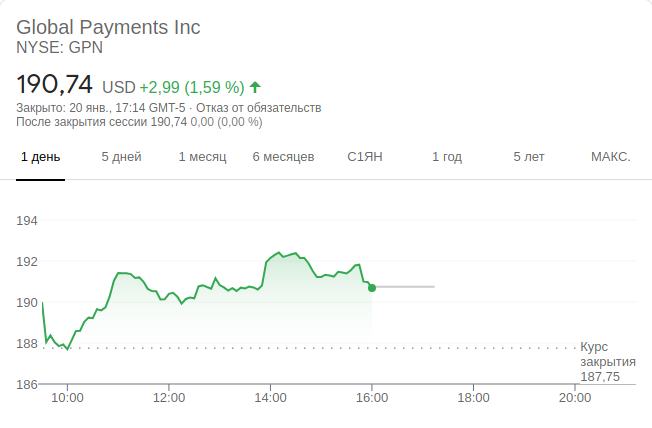 Global Payments Inc
NYSE: GPN
190,74 USD +2,99 (1,59 %)
Закрыто: 20 янв., 17:14 GMT-5 · Отказ от обязательств
После закрытия сессии 190,74 0,00 (0,00 %)
1 день 5 дней 1 месяц 6 месяцев С1ЯН 1 год 5 лет МАКС.
194
192
190
188
Курс
закрытия
187,75
186
10:00 12:00 14:00 16:00 18:00 20:00